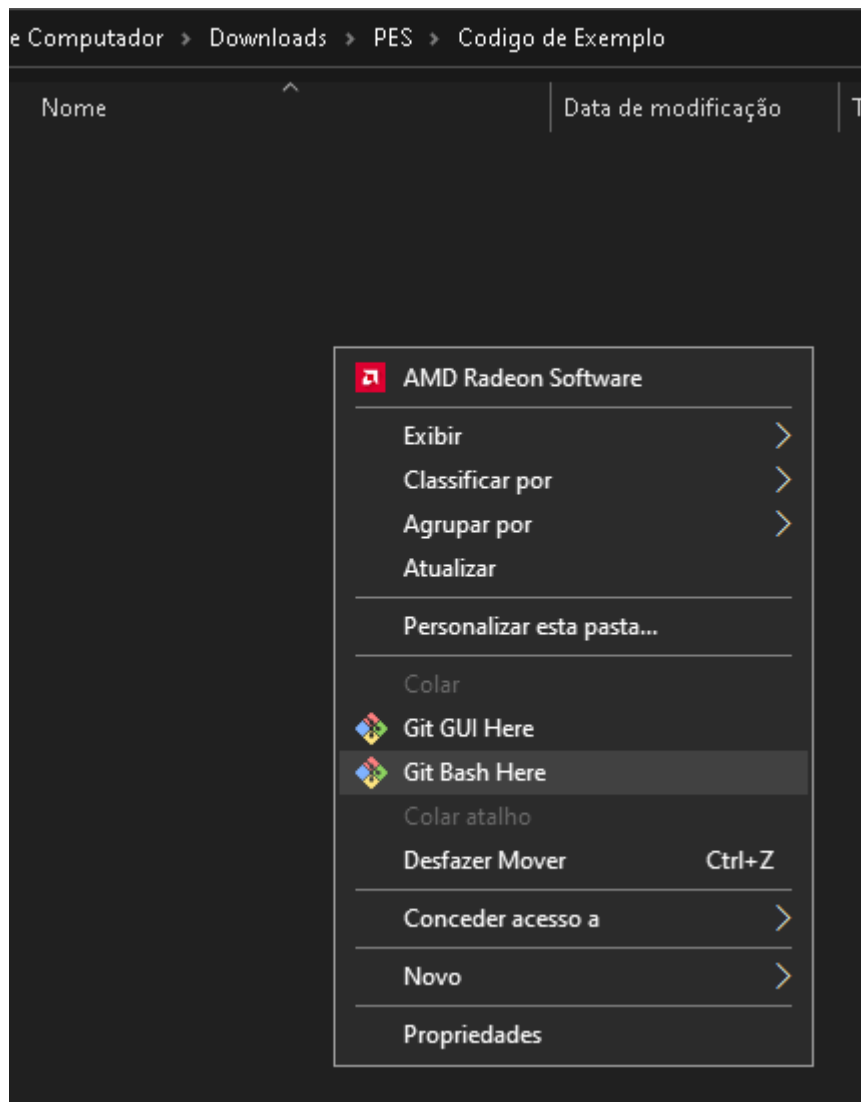 e Computador > Downloads > PES > Codigo de Exemplo
Nome Data de modificação T
AMD Radeon Software
Exibir
Classificar por
Agrupar por
Atualizar
Personalizar esta pasta...
Colar
Git GUI Here
Git Bash Here
Colar atalho
Desfazer Mover Ctrl+Z
Conceder acesso a
Novo
Propriedades